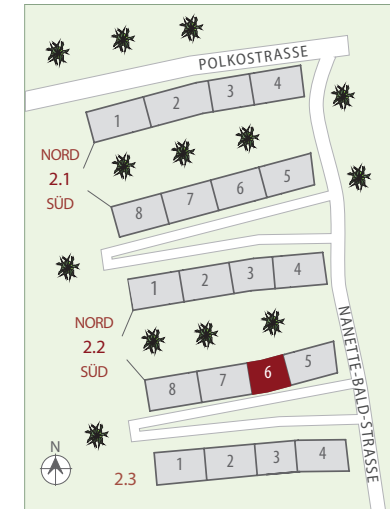 POLKOSTRASSE
1 2 3 4
NORD
2.1
SÜD
8 7 6 5
1 2 3 4
NORD
2.2
SÜD
8 7 6 5
NANETTE-BALD-STRASSE
N
2.3
1 2 3 4